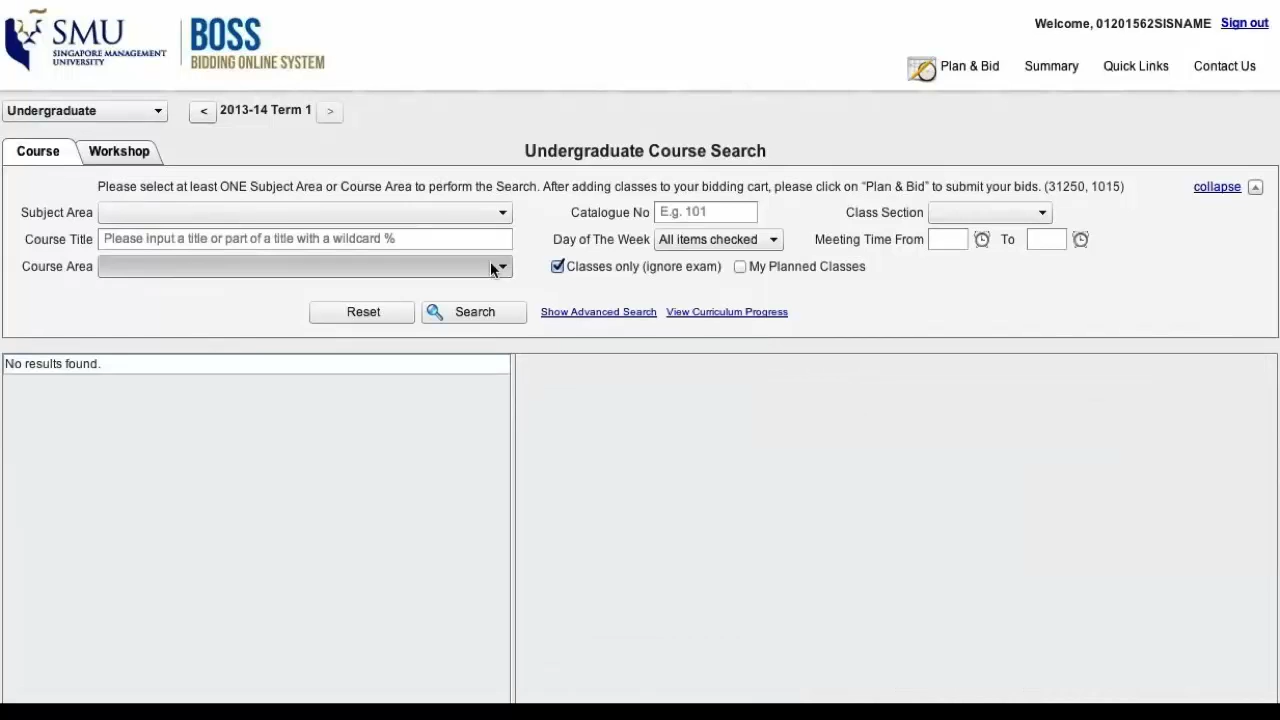 SMU
SINGAPORE MANAGEMENT
UNIVERSITY
BOSS
BIDDING ONLINE SYSTEM
Welcome, 01201562SISNAME Sign out
Plan & Bid Summary Quick Links Contact Us
Undergraduate < 2013-14 Term 1 >
Course Workshop
Undergraduate Course Search
Please select at least ONE Subject Area or Course Area to perform the Search. After adding classes to your bidding cart, please click on “Plan & Bid” to submit your bids. (31250, 1015) collapse
Subject Area Catalogue No E.g. 101 Class Section
Course Title Please input a title or part of a title with a wildcard % Day of The Week All items checked Meeting Time From To
Course Area Classes only (ignore exam) My Planned Classes
Reset Search Show Advanced Search View Curriculum Progress
No results found.